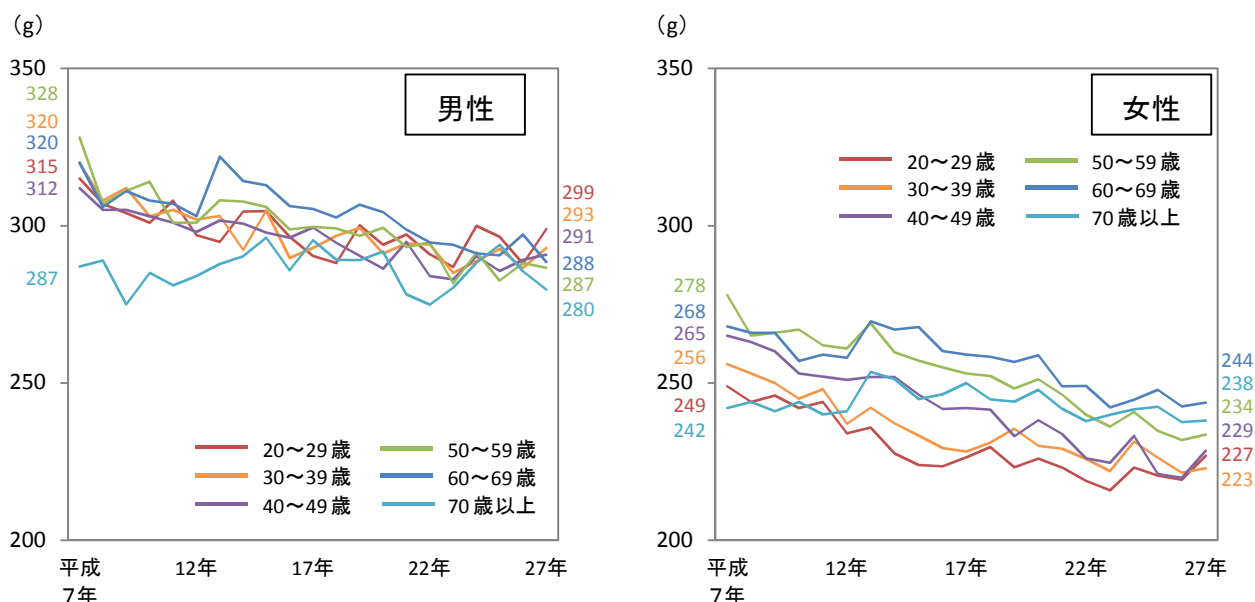 (g)
350
328
320
320
315
312
300
287
250
200
男性
299
293
291
288
287
280
20～29歳
50～59歳
30～39歳
60～69歳
40～49歳
70歳以上
平成
7年
12年
17年
22年
27年
(g)
350
300
278
268
265
256
250
249
242
200
女性
20～29歳
50～59歳
30～39歳
60～69歳
40～49歳
70歳以上
244
238
234
229
227
223
平成
7年
12年
17年
22年
27年